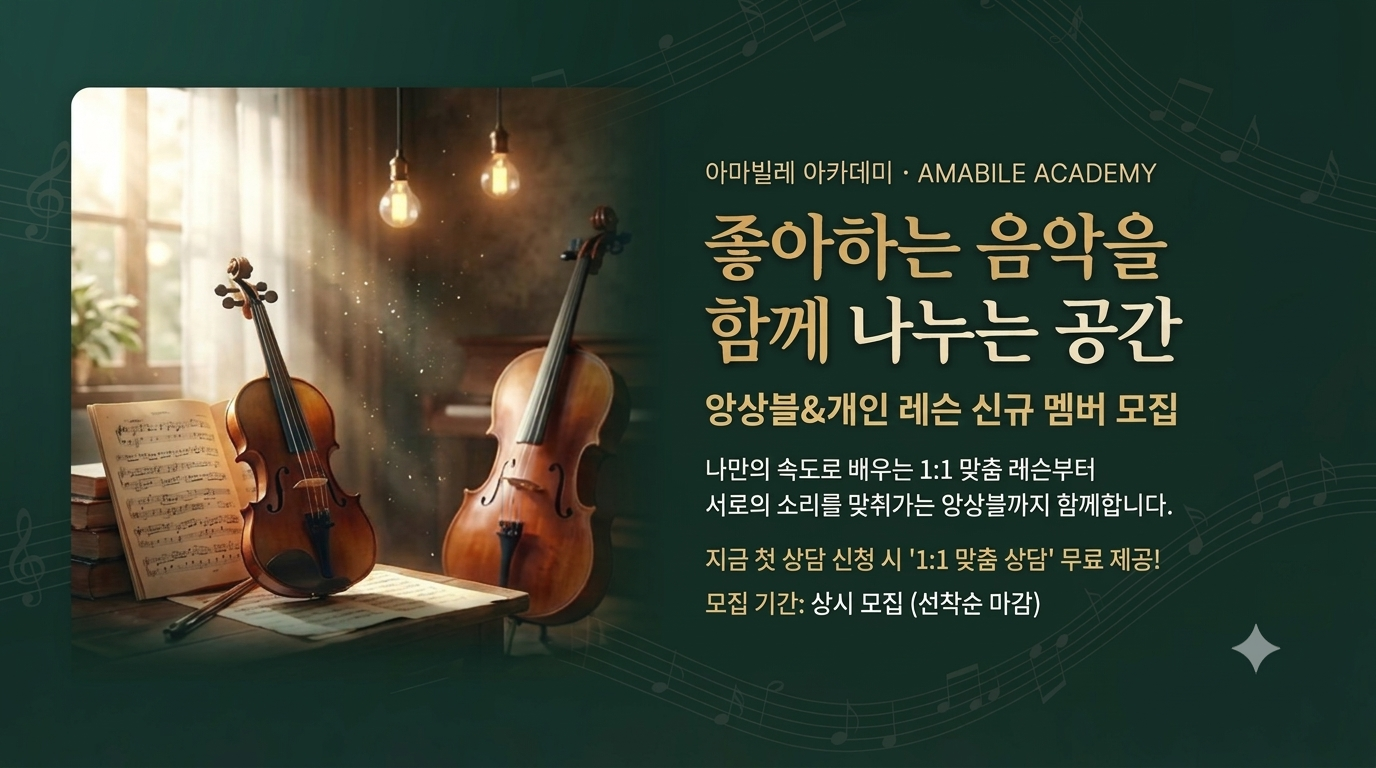 아마빌레 아카데미 · AMABILE ACADEMY
좋아하는 음악을
함께 나누는 공간
앙상블&개인 레슨 신규 멤버 모집
나만의 속도로 배우는 1:1 맞춤 레슨부터
서로의 소리를 맞춰가는 앙상블까지 함께합니다.
지금 첫 상담 신청 시 '1:1 맞춤 상담' 무료 제공!
모집 기간: 상시 모집 (선착순 마감)